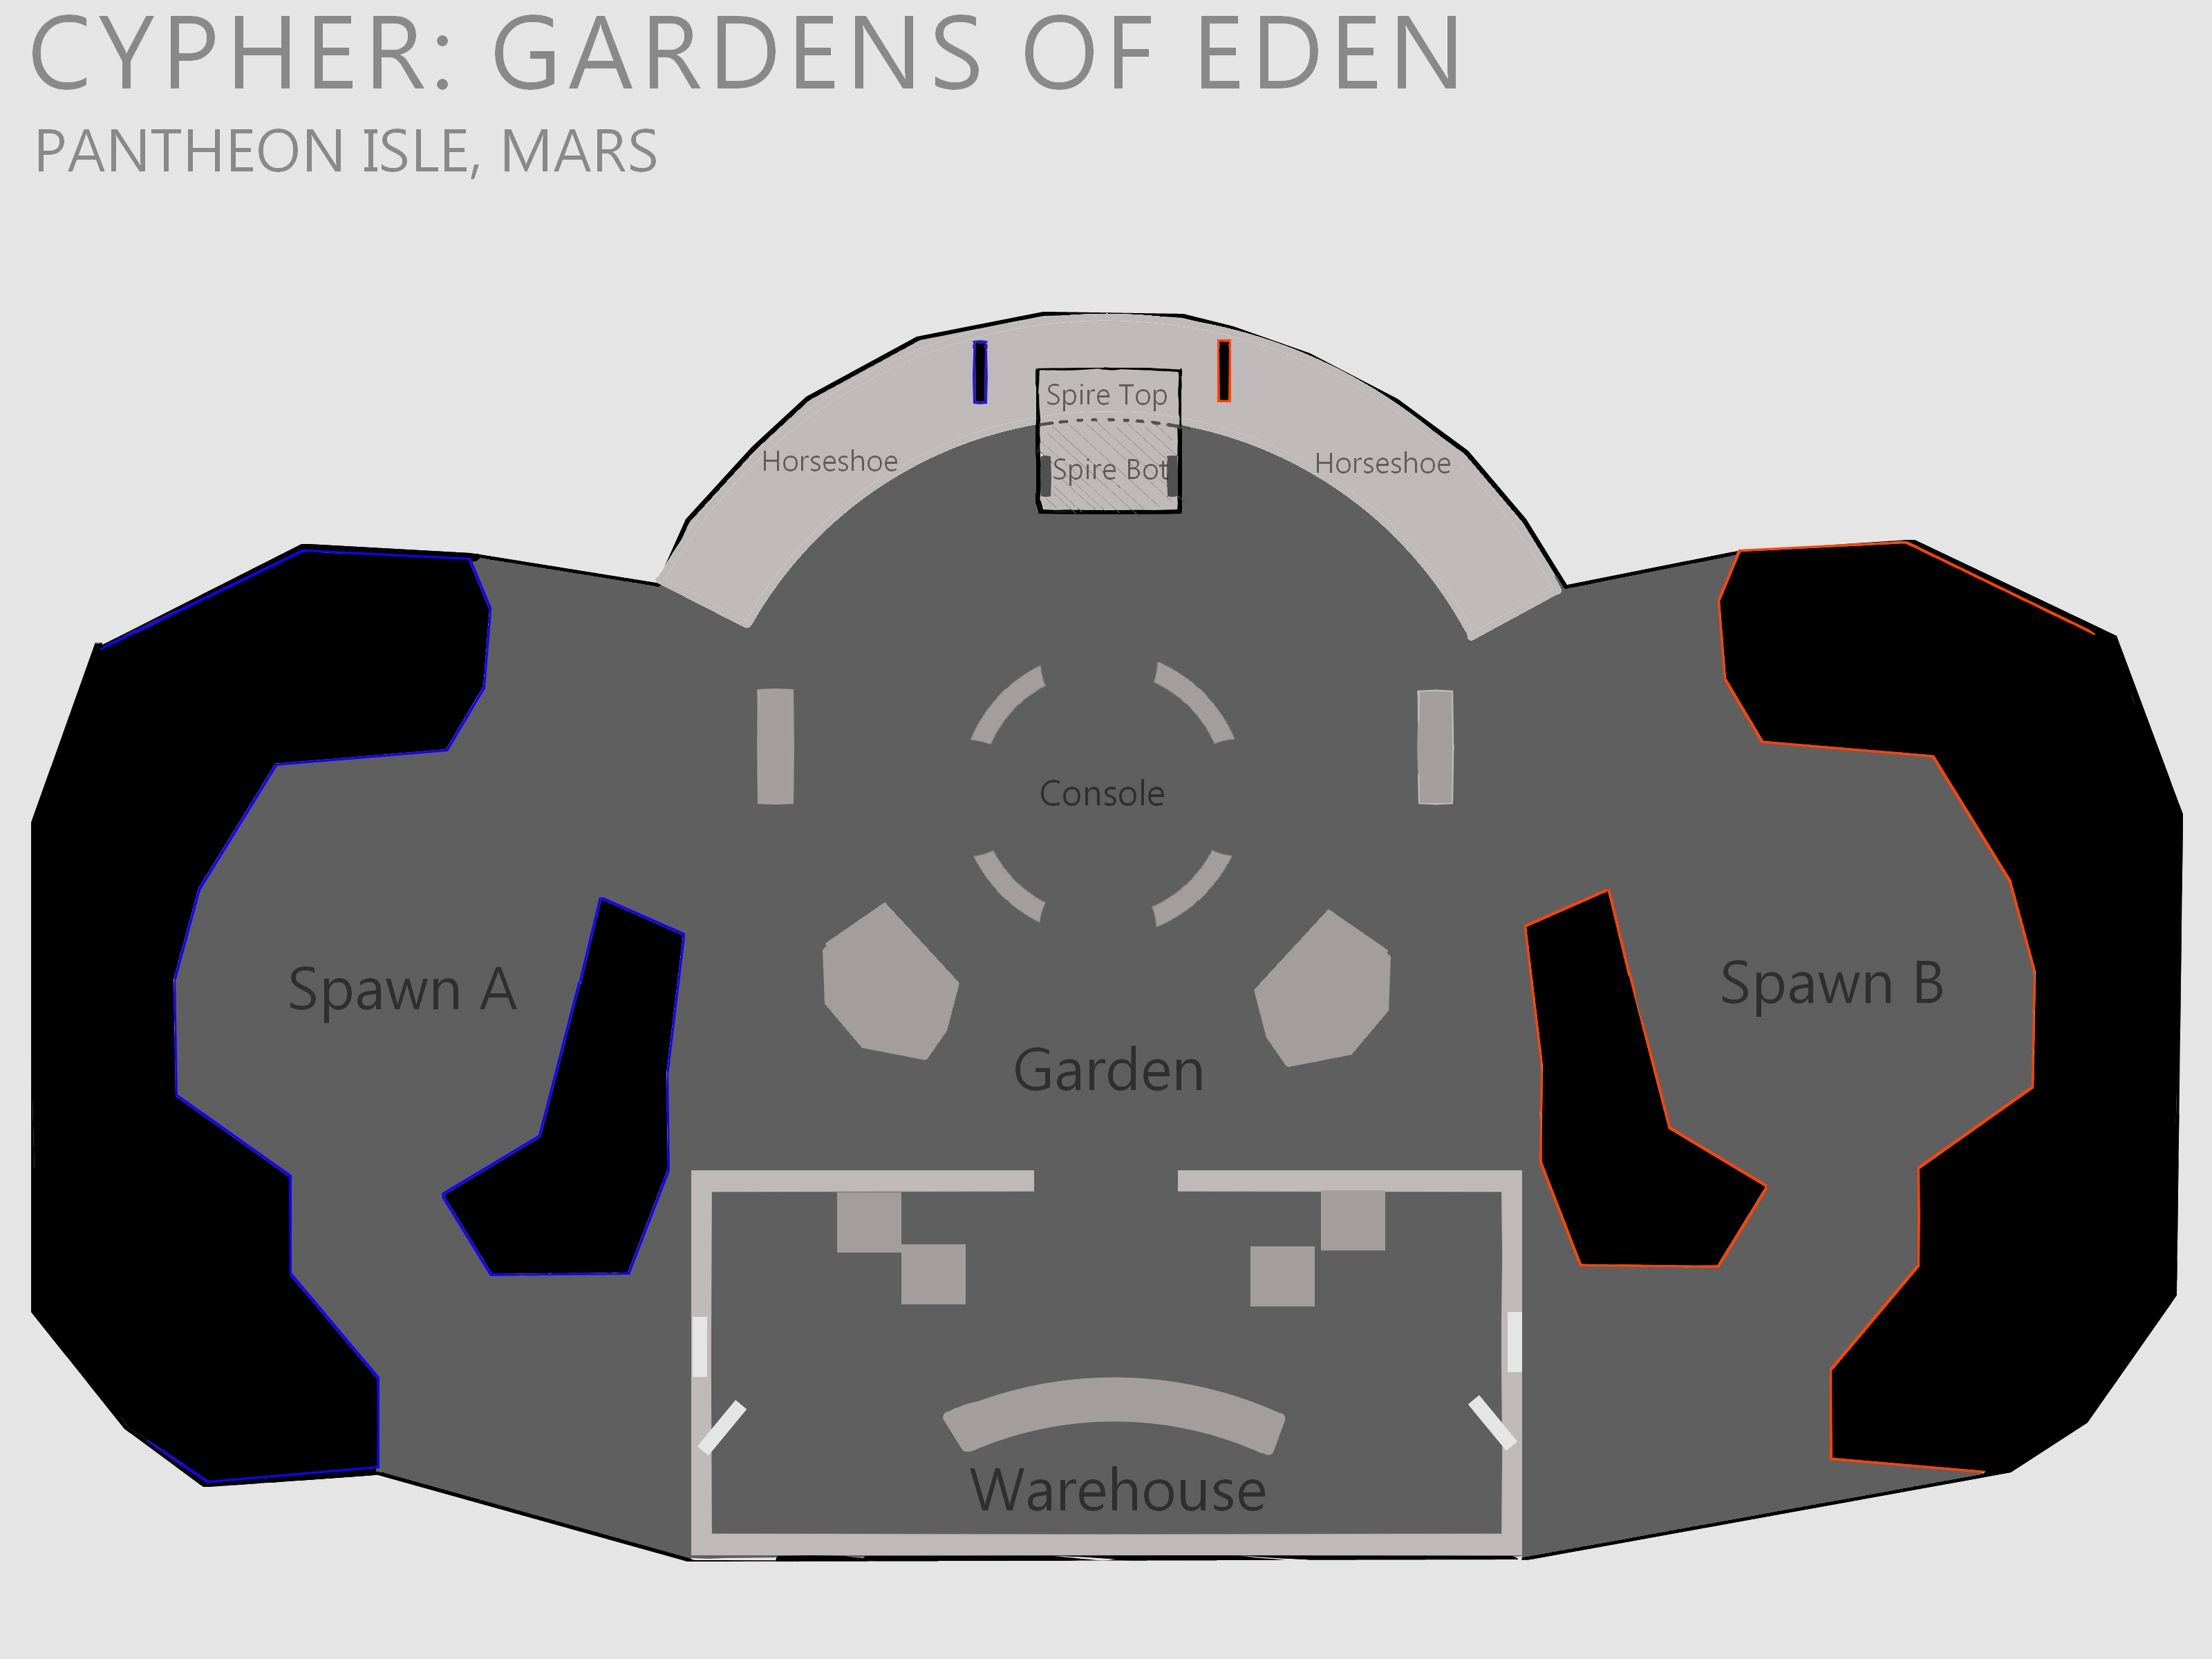 CYPHER: GARDENS OF EDEN
PANTHEON ISLE, MARS
Spire Top
Horseshoe
Spire Bot
Horseshoe
Console
Spawn A
Spawn B
Garden
Warehouse